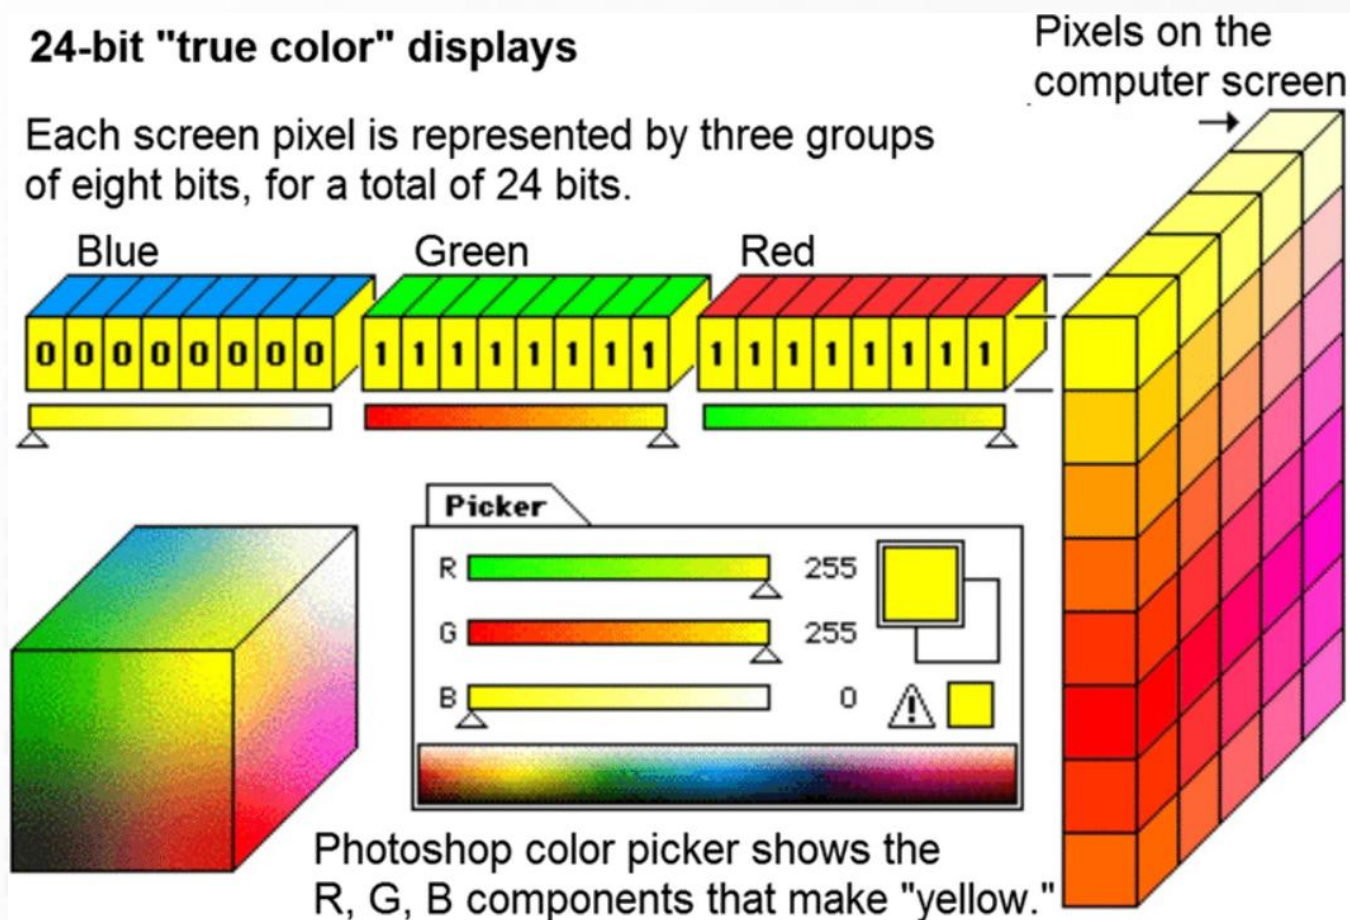 24-bit "true color" displays
Pixels on the
computer screen
Each screen pixel is represented by three groups
of eight bits, for a total of 24 bits.
Blue Green Red
0 0 0 0 0 0 0 0 1 1 1 1 1 1 1 1 1 1 1 1 1 1 1 1
Picker
R 255
G 255
B 0
!
Photoshop color picker shows the
R, G, B components that make "yellow."